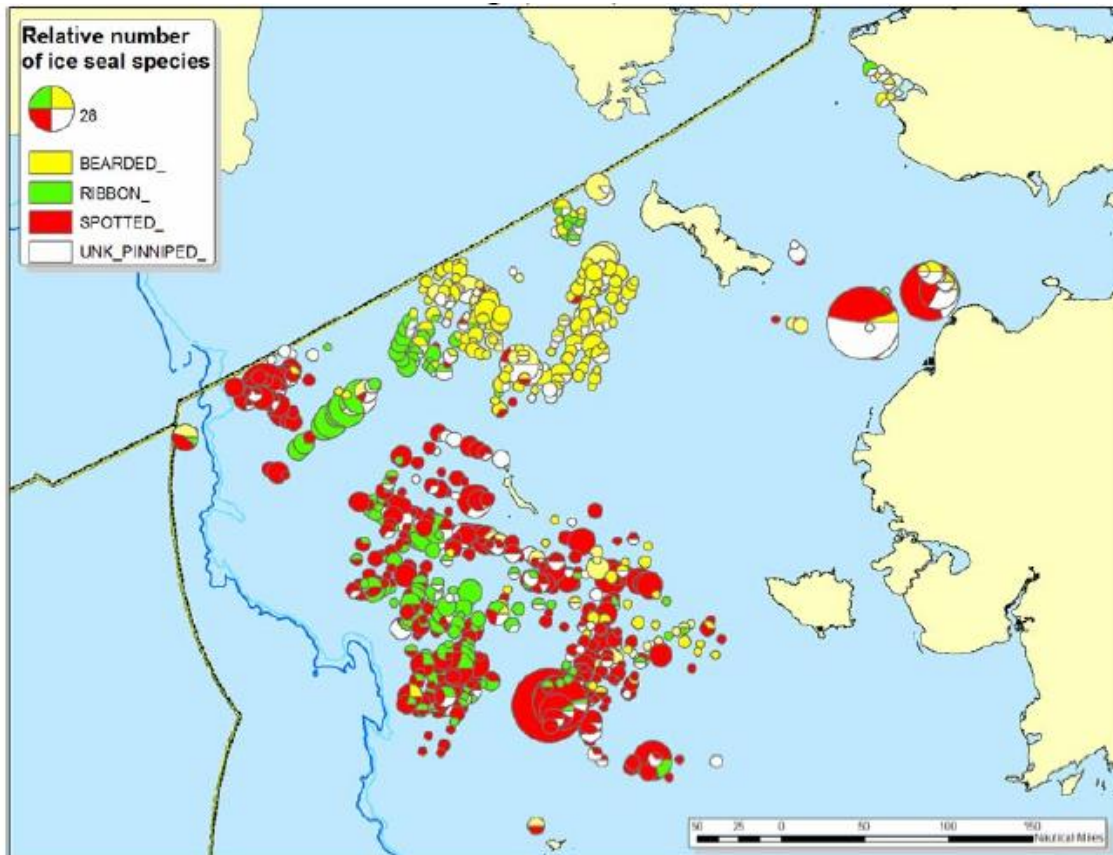 Relative number
of ice seal species
28
BEARDED_
RIBBON_
SPOTTED_
UNK_PINNIPED_
50 25 0 50 100 150
Nautical Miles